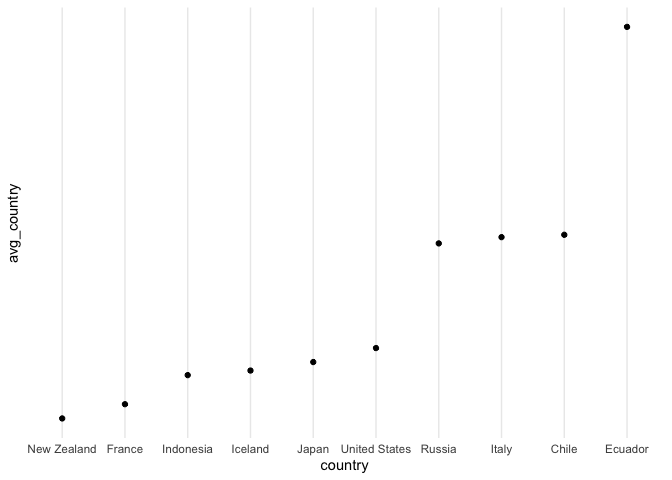 avg_country
New Zealand France Indonesia Iceland Japan United States Russia Italy Chile Ecuador
country